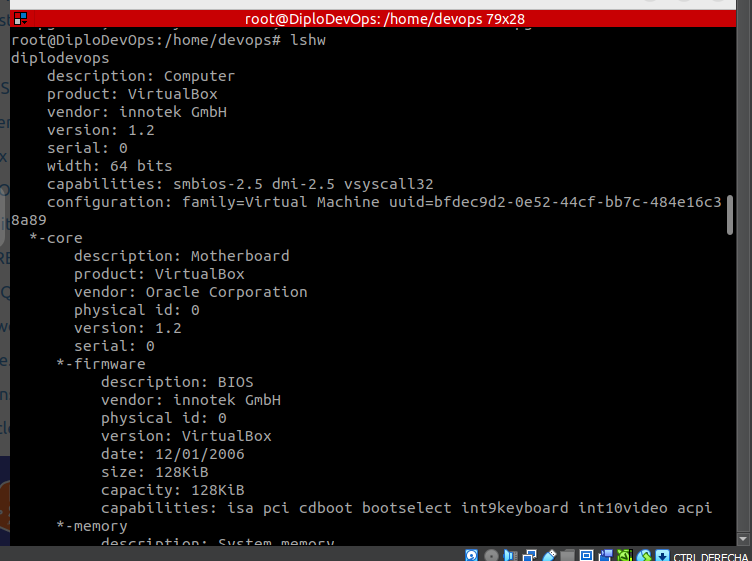 root@DiploDevOps: /home/devops 79x28
root@DiploDevOps:/home/devops# lshw
diplodevops
description: Computer
product: VirtualBox
vendor: innotek GmbH
version: 1.2
serial: 0
width: 64 bits
capabilities: smbios-2.5 dmi-2.5 vsyscall32
configuration: family=Virtual Machine uuid=bfdec9d2-0e52-44cf-bb7c-484e16c3
8a89
*-core
description: Motherboard
product: VirtualBox
vendor: Oracle Corporation
physical id: 0
version: 1.2
serial: 0
*-firmware
description: BIOS
vendor: innotek GmbH
physical id: 0
version: VirtualBox
date: 12/01/2006
size: 128KiB
capacity: 128KiB
capabilities: isa pci cdboot bootselect int9keyboard int10video acpi
*-memory
description: System memory
CTRL DERECHA